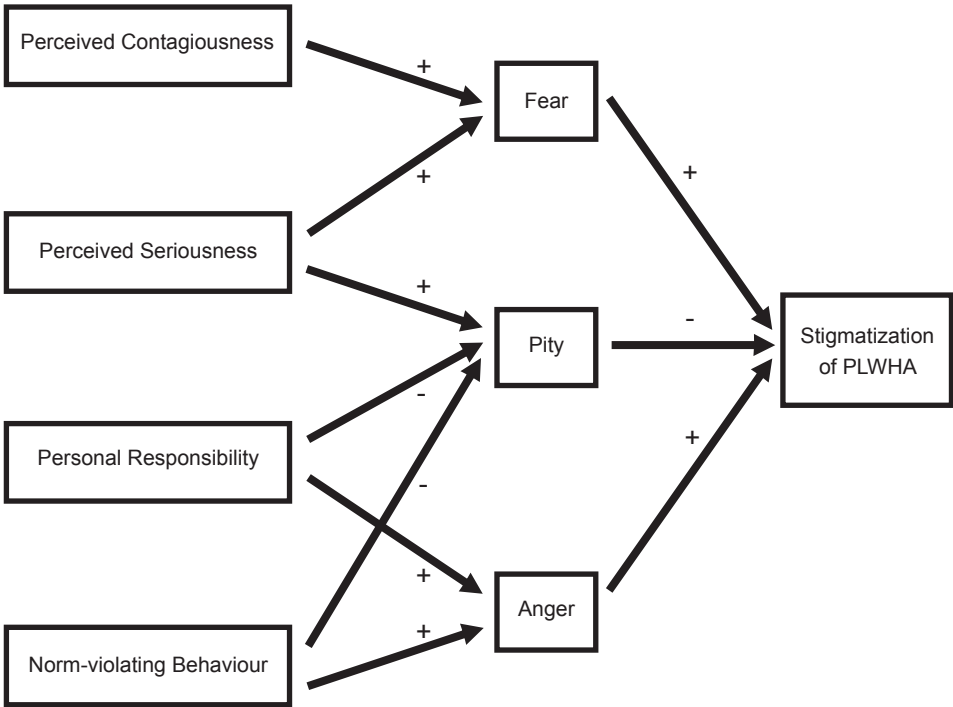 Perceived Contagiousness
+
Fear
+
+
Perceived Seriousness
+
Pity
-
Stigmatization
of PLWHA
-
Personal Responsibility
+
-
+
Anger
+
Norm-violating Behaviour